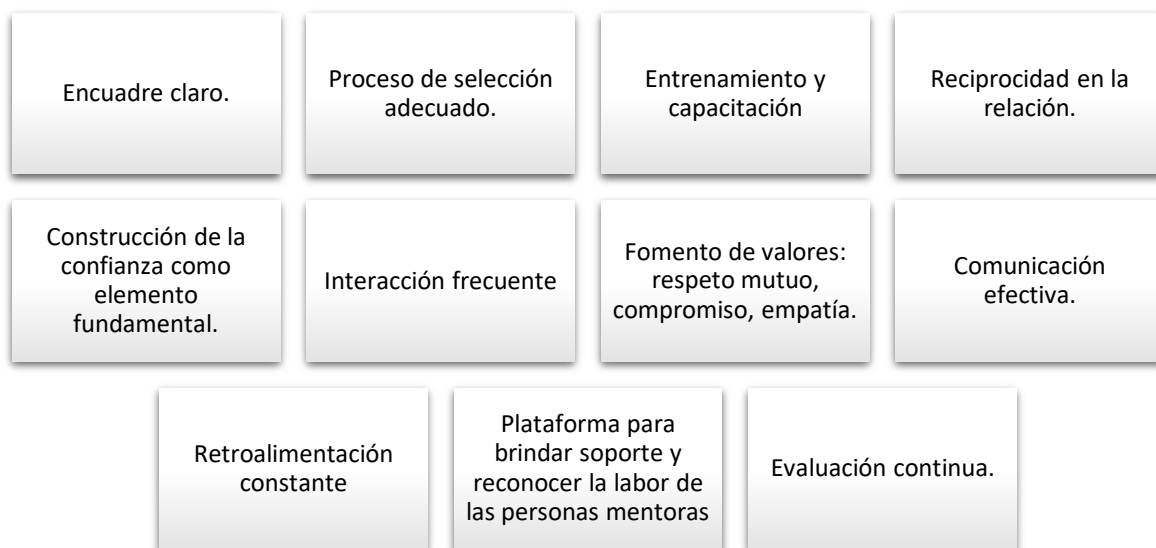 Encuadre claro.
Proceso de selección
adecuado.
Entrenamiento y
capacitación
Reciprocidad en la
relación.
Construcción de la
confianza como
elemento
fundamental.
Interacción frecuente
Fomento de valores:
respeto mutuo,
compromiso, empatía.
Comunicación
efectiva.
Retroalimentación
constante
Plataforma para
brindar soporte y
reconocer la labor de
las personas mentoras
Evaluación continua.